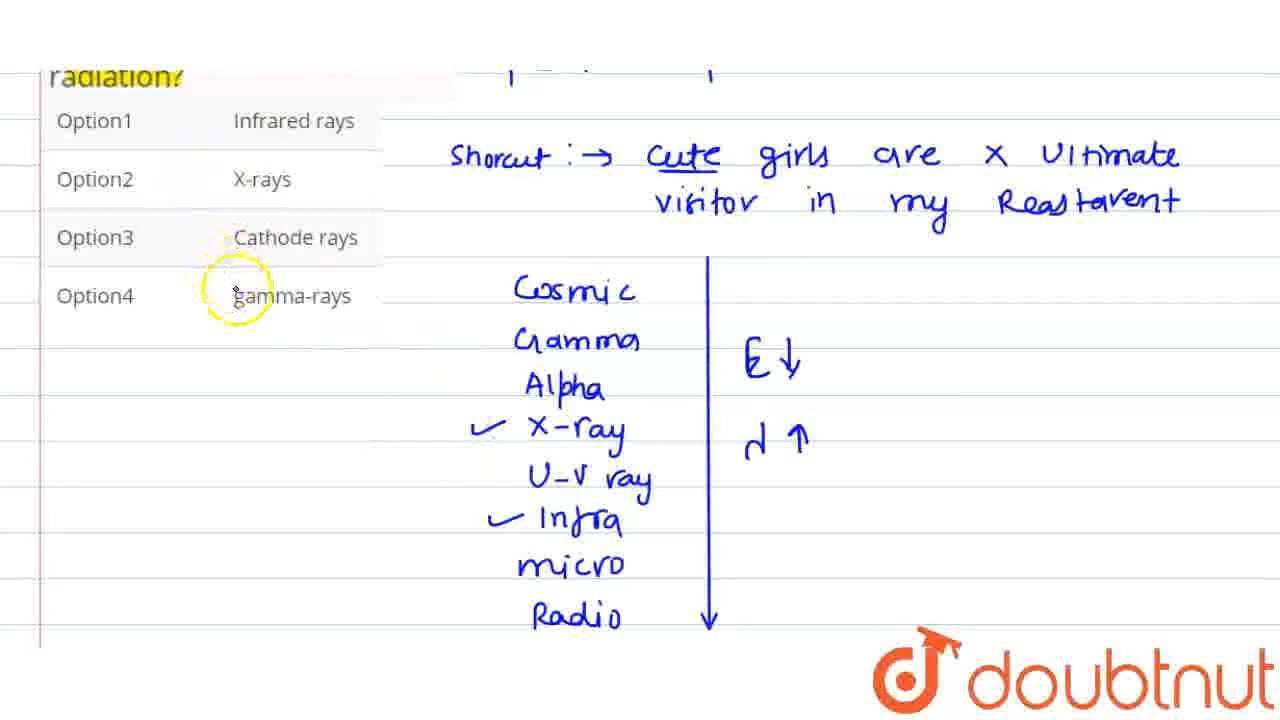 radiation?
Option1 Infrared rays
Option2 X-rays
Option3 Cathode rays
Option4 gamma-rays
Shorcut :→ Cute girls are X Ultimate
visitor in my Reastarent
Cosmic
Gamma
Alpha
✓ X-ray
U-V ray
✓ Infra
micro
Radio
E ↓
λ ↑
doubtnut